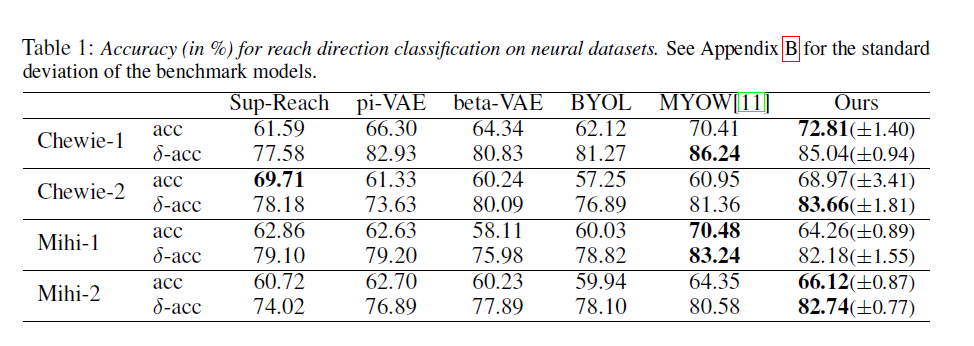 Table 1: Accuracy (in %) for reach direction classification on neural datasets. See Appendix B for the standard
deviation of the benchmark models.
Sup-Reach pi-VAE beta-VAE BYOL MYOW[11] Ours
Chewie-1 acc 61.59 66.30 64.34 62.12 70.41 72.81(±1.40)
δ-acc 77.58 82.93 80.83 81.27 86.24 85.04(±0.94)
Chewie-2 acc 69.71 61.33 60.24 57.25 60.95 68.97(±3.41)
δ-acc 78.18 73.63 80.09 76.89 81.36 83.66(±1.81)
Mihi-1 acc 62.86 62.63 58.11 60.03 70.48 64.26(±0.89)
δ-acc 79.10 79.20 75.98 78.82 83.24 82.18(±1.55)
Mihi-2 acc 60.72 62.70 60.23 59.94 64.35 66.12(±0.87)
δ-acc 74.02 76.89 77.89 78.10 80.58 82.74(±0.77)